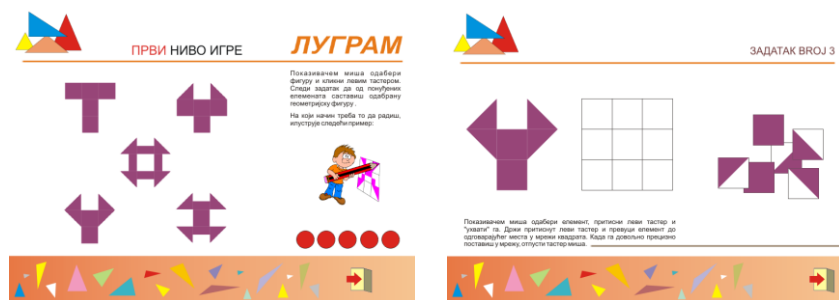 ПРВИ НИВО ИГРЕ
ЛУГРАМ
Показивачем миша одабери
фигуру и кликни левим тастером.
Следи задатак да од понуђених
елемената саставиш одабрану
геометријску фигуру .
На који начин треба то да радиш,
илуструје следећи пример:
ЗАДАТАК BROJ 3
Показивачем миша одабери елемент, притисни леви тастер и
"ухвати" га. Држи притиснут леви тастер и превуци елемент до
одговарајућег места у мрежи квадрата. Када га довољно прецизно
поставиш у мрежу, отпусти тастер миша.